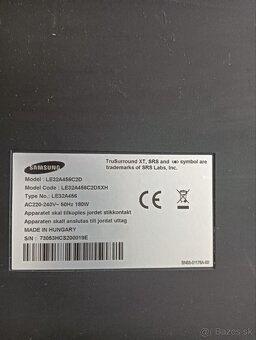 SAMSUNG
Model : LE32A456C2D
Model Code : LE32A456C2DXXH
Type No. : LE32A456
AC220-240V~ 50Hz 180W
Apparatet skal tilkoples jordet stikkontakt
Apparaten skall anslutas till jordat uttag
MADE IN HUNGARY
S/N : 73053HCS200019E
TruSurround XT, SRS and symbol are
trademarks of SRS Labs, Inc.
CE
bazos.sk